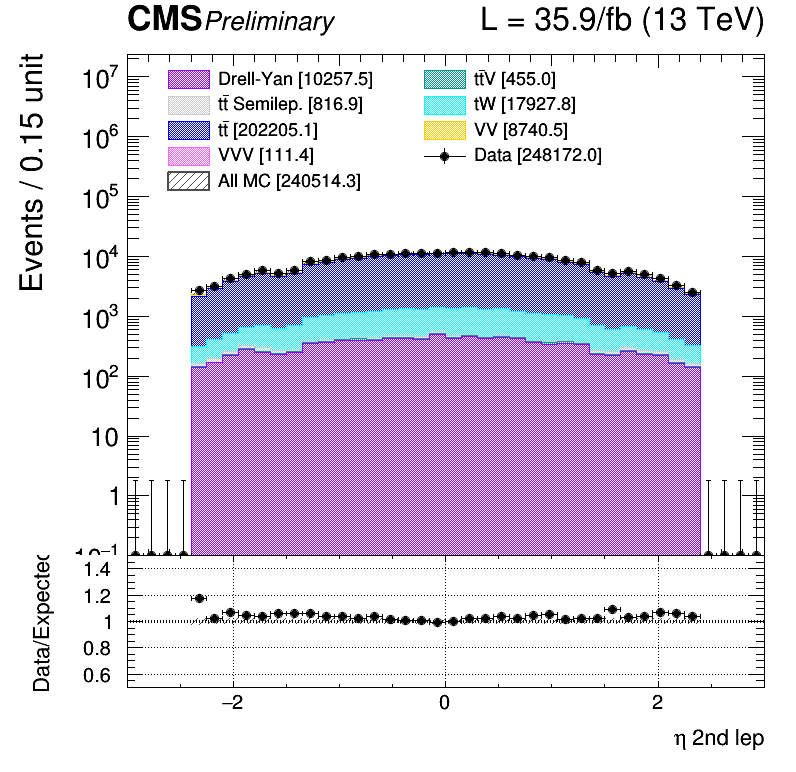 CMS Preliminary L = 35.9/fb (13 TeV)
Events / 0.15 unit
10⁷
10⁶
10⁵
10⁴
10³
10²
10
1
10⁻¹
Drell-Yan [10257.5]
tt̄V [455.0]
tt̄ Semilep. [816.9]
tW [17927.8]
tt̄ [202205.1]
VV [8740.5]
VVV [111.4]
Data [248172.0]
All MC [240514.3]
Data/Expected
1.4
1.2
1
0.8
0.6
−2 0 2
η 2nd lep